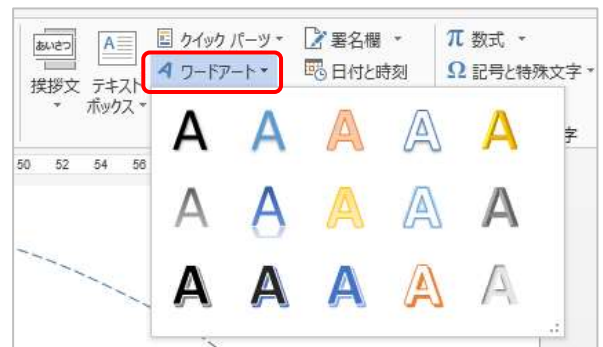 あいさつ
挨拶文
A
テキスト
ボックス
クイック パーツ
A ワードアート
署名欄
日付と時刻
π 数式
Ω 記号と特殊文字
字
50 52 54 56
A A A A A
A A A A A
A A A A A